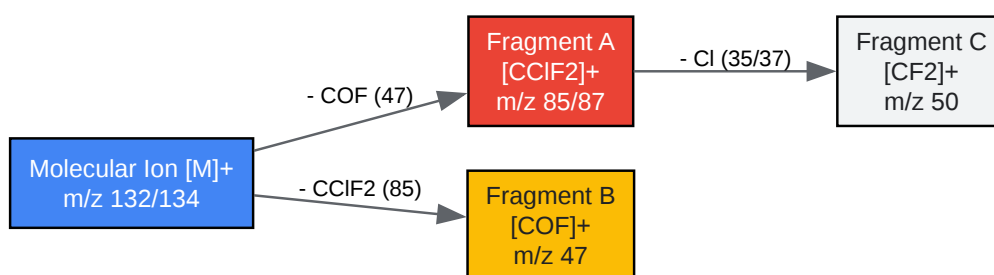 Fragment A
[CClF2]+
m/z 85/87
- Cl (35/37)
Fragment C
[CF2]+
m/z 50
- COF (47)
Molecular Ion [M]+
m/z 132/134
- CClF2 (85)
Fragment B
[COF]+
m/z 47